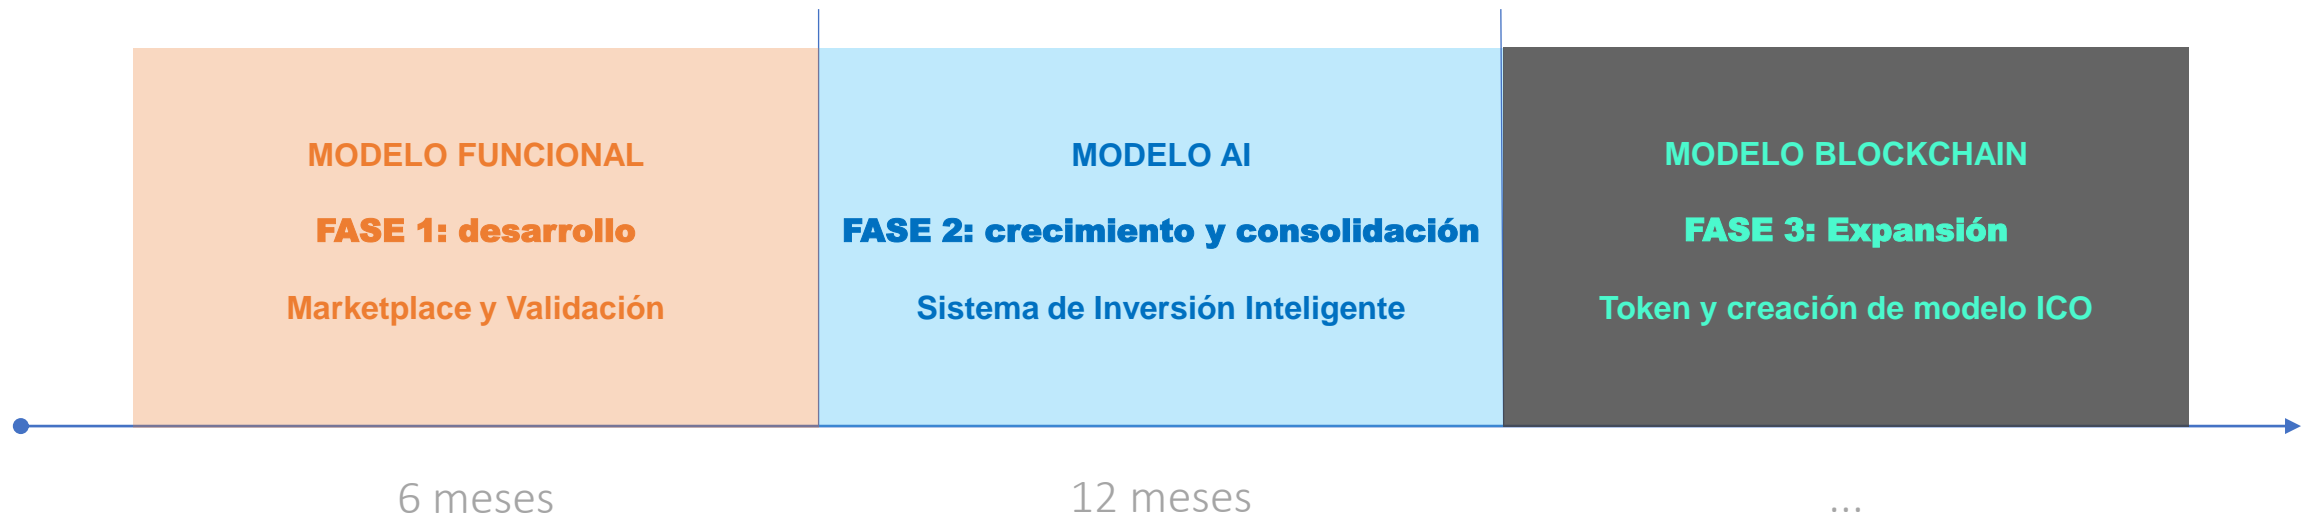 MODELO FUNCIONAL
FASE 1: desarrollo
Marketplace y Validación
6 meses
MODELO AI
FASE 2: crecimiento y consolidación
Sistema de Inversión Inteligente
12 meses
MODELO BLOCKCHAIN
FASE 3: Expansión
Token y creación de modelo ICO
...